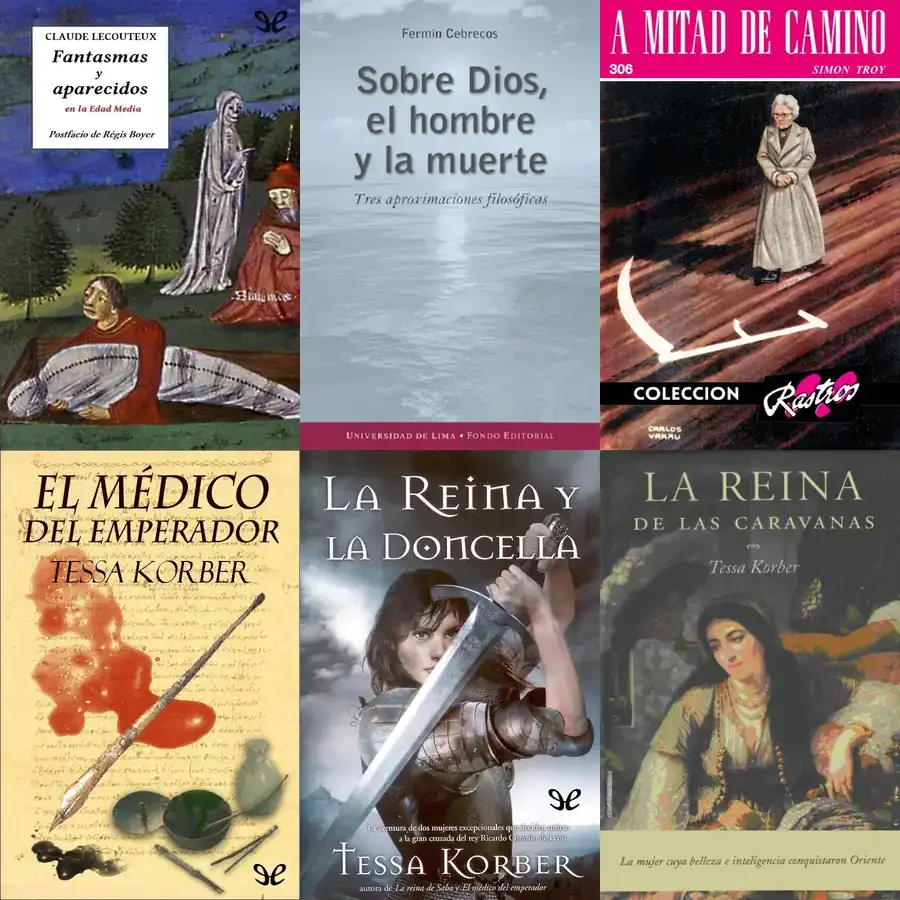 CLAUDE LECOUTEUX
Fantasmas
y
aparecidos
en la Edad Media
Postfacio de Régis Boyer
Fermín Cebrecos
Sobre Dios,
el hombre
y la muerte
Tres aproximaciones filosóficas
UNIVERSIDAD DE LIMA • FONDO EDITORIAL
A MITAD DE CAMINO
306
SIMON TROY
COLECCION
Rastros
CARLOS
VARAU
EL MÉDICO
DEL EMPERADOR
TESSA KORBER
LA REINA Y
LA DONCELLA
La aventura de dos mujeres excepcionales que deciden unirse
a la gran cruzada del rey Ricardo Corazón de León
TESSA KORBER
autora de La reina de Saba y El médico del emperador
LA REINA
DE LAS CARAVANAS
Tessa Korber
La mujer cuya belleza e inteligencia conquistaron Oriente